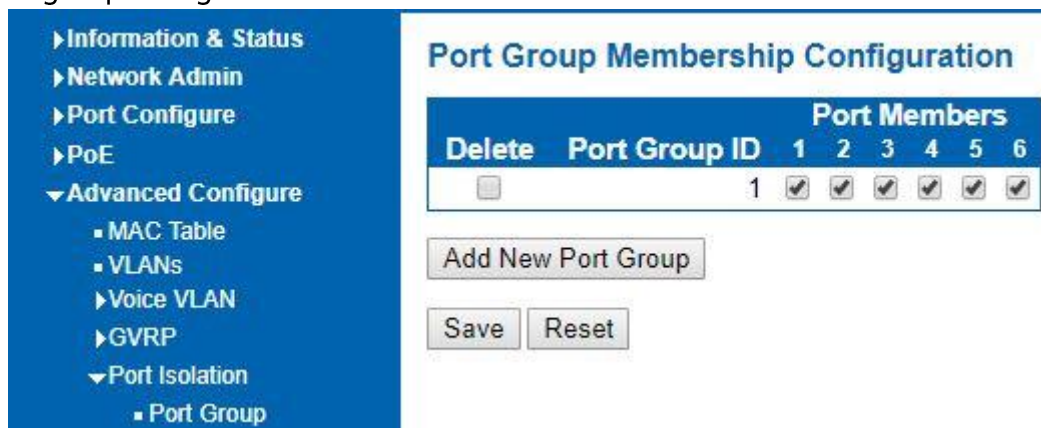 Information & Status
Network Admin
Port Configure
PoE
Advanced Configure
MAC Table
VLANs
Voice VLAN
GVRP
Port Isolation
Port Group
Port Group Membership Configuration
Port Members
Delete Port Group ID 1 2 3 4 5 6
1
Add New Port Group
Save Reset